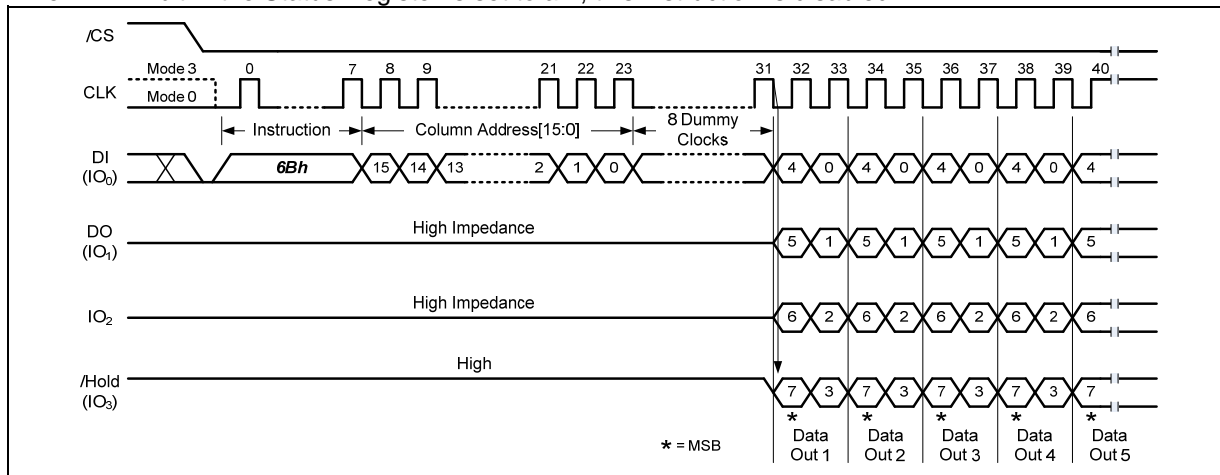 /CS
Mode 3 0 7 8 9 21 22 23 31 32 33 34 35 36 37 38 39 40
CLK
Mode 0
Instruction Column Address[15:0] 8 Dummy
Clocks
DI
(IO0) 6Bh 15 14 13 2 1 0 4 0 4 0 4 0 4 0 4
DO
(IO1) High Impedance 5 1 5 1 5 1 5 1 5
IO2 High Impedance 6 2 6 2 6 2 6 2 6
/Hold
(IO3) High 7 3 7 3 7 3 7 3 7
* * * * *
* = MSB
Data Data Data Data Data
Out 1 Out 2 Out 3 Out 4 Out 5